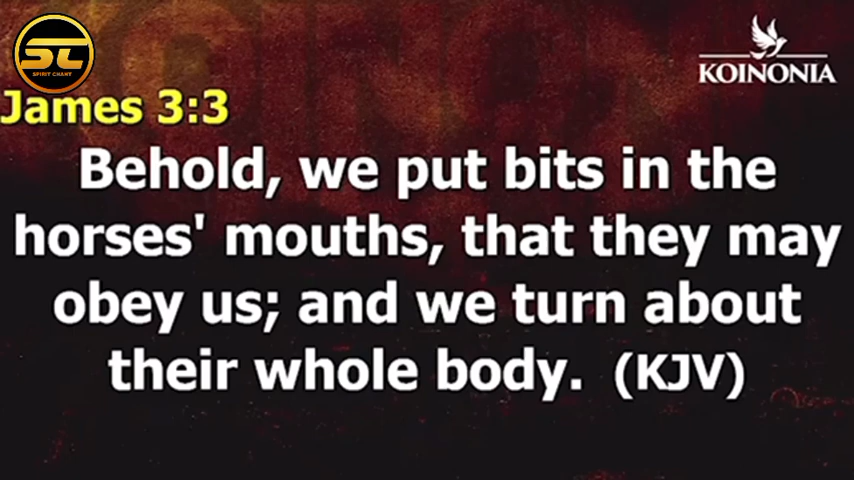 SC
SPIRIT CHANT
KOINONIA
James 3:3
Behold, we put bits in the
horses' mouths, that they may
obey us; and we turn about
their whole body. (KJV)